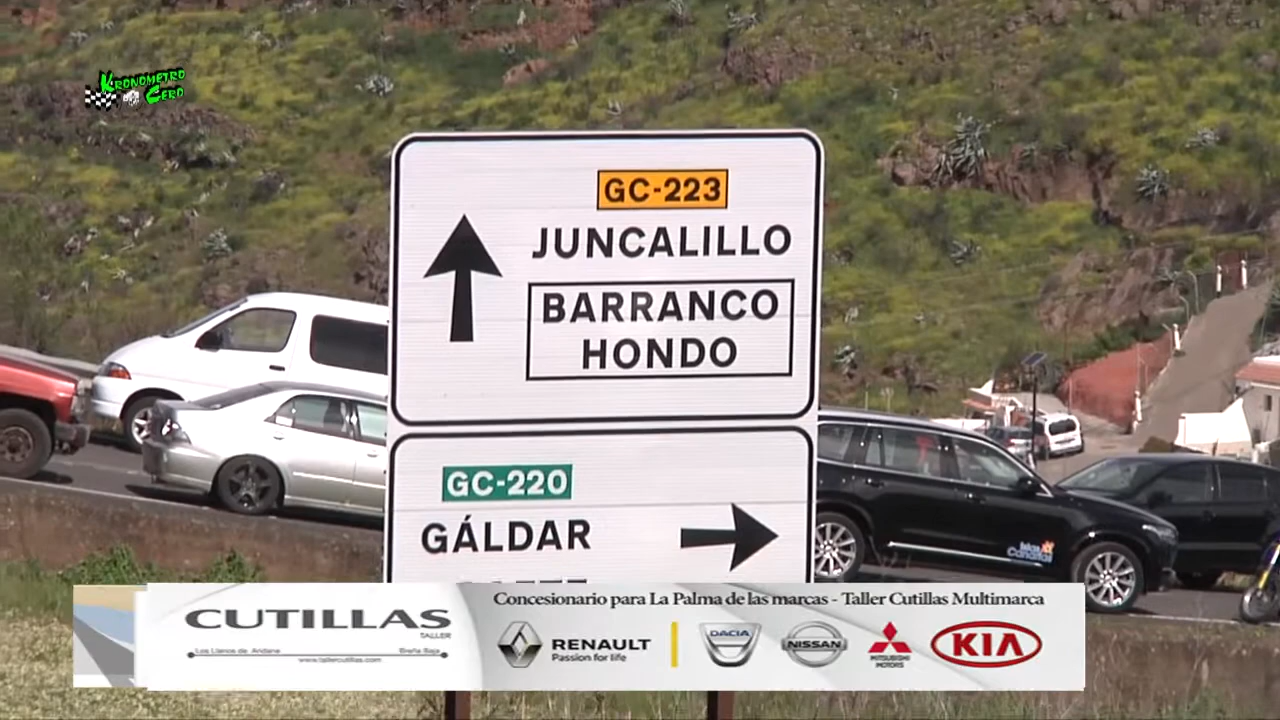 KRONOMETRO
CERO
GC-223
JUNCALILLO
BARRANCO
HONDO
GC-220
GÁLDAR
Islas
Canarias
CUTILLAS
TALLER
Los Llanos de Aridane
Breña Baja
www.tallercutillas.com
Concesionario para La Palma de las marcas - Taller Cutillas Multimarca
RENAULT
Passion for life
DACIA
NISSAN
MITSUBISHI
MOTORS
KIA